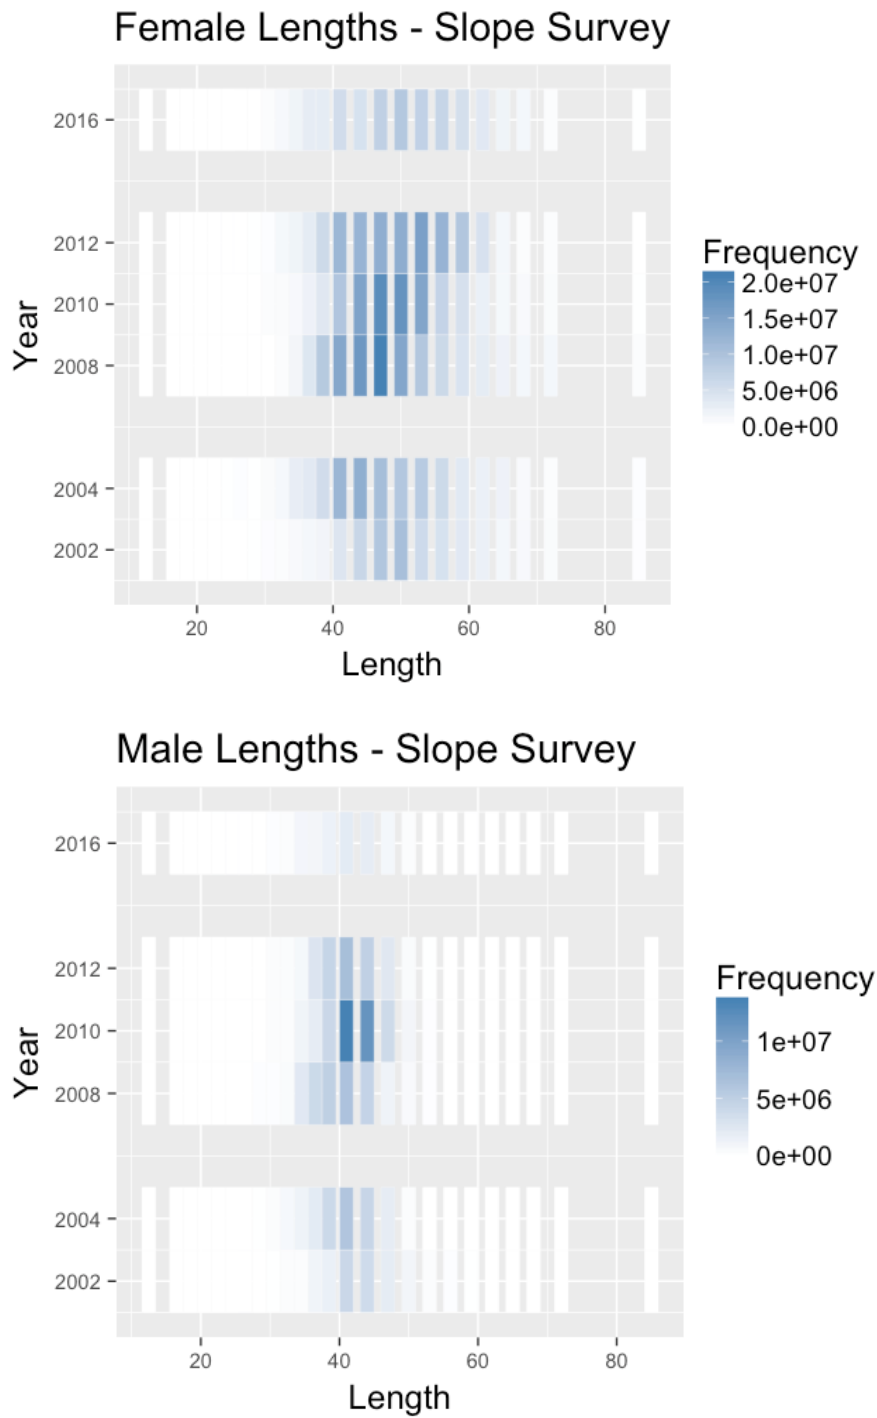 Female Lengths - Slope Survey
2016
2012
2010
2008
2004
2002
Year
20 40 60 80
Length
Frequency
2.0e+07
1.5e+07
1.0e+07
5.0e+06
0.0e+00
Male Lengths - Slope Survey
2016
2012
2010
2008
2004
2002
Year
20 40 60 80
Length
Frequency
1e+07
5e+06
0e+00